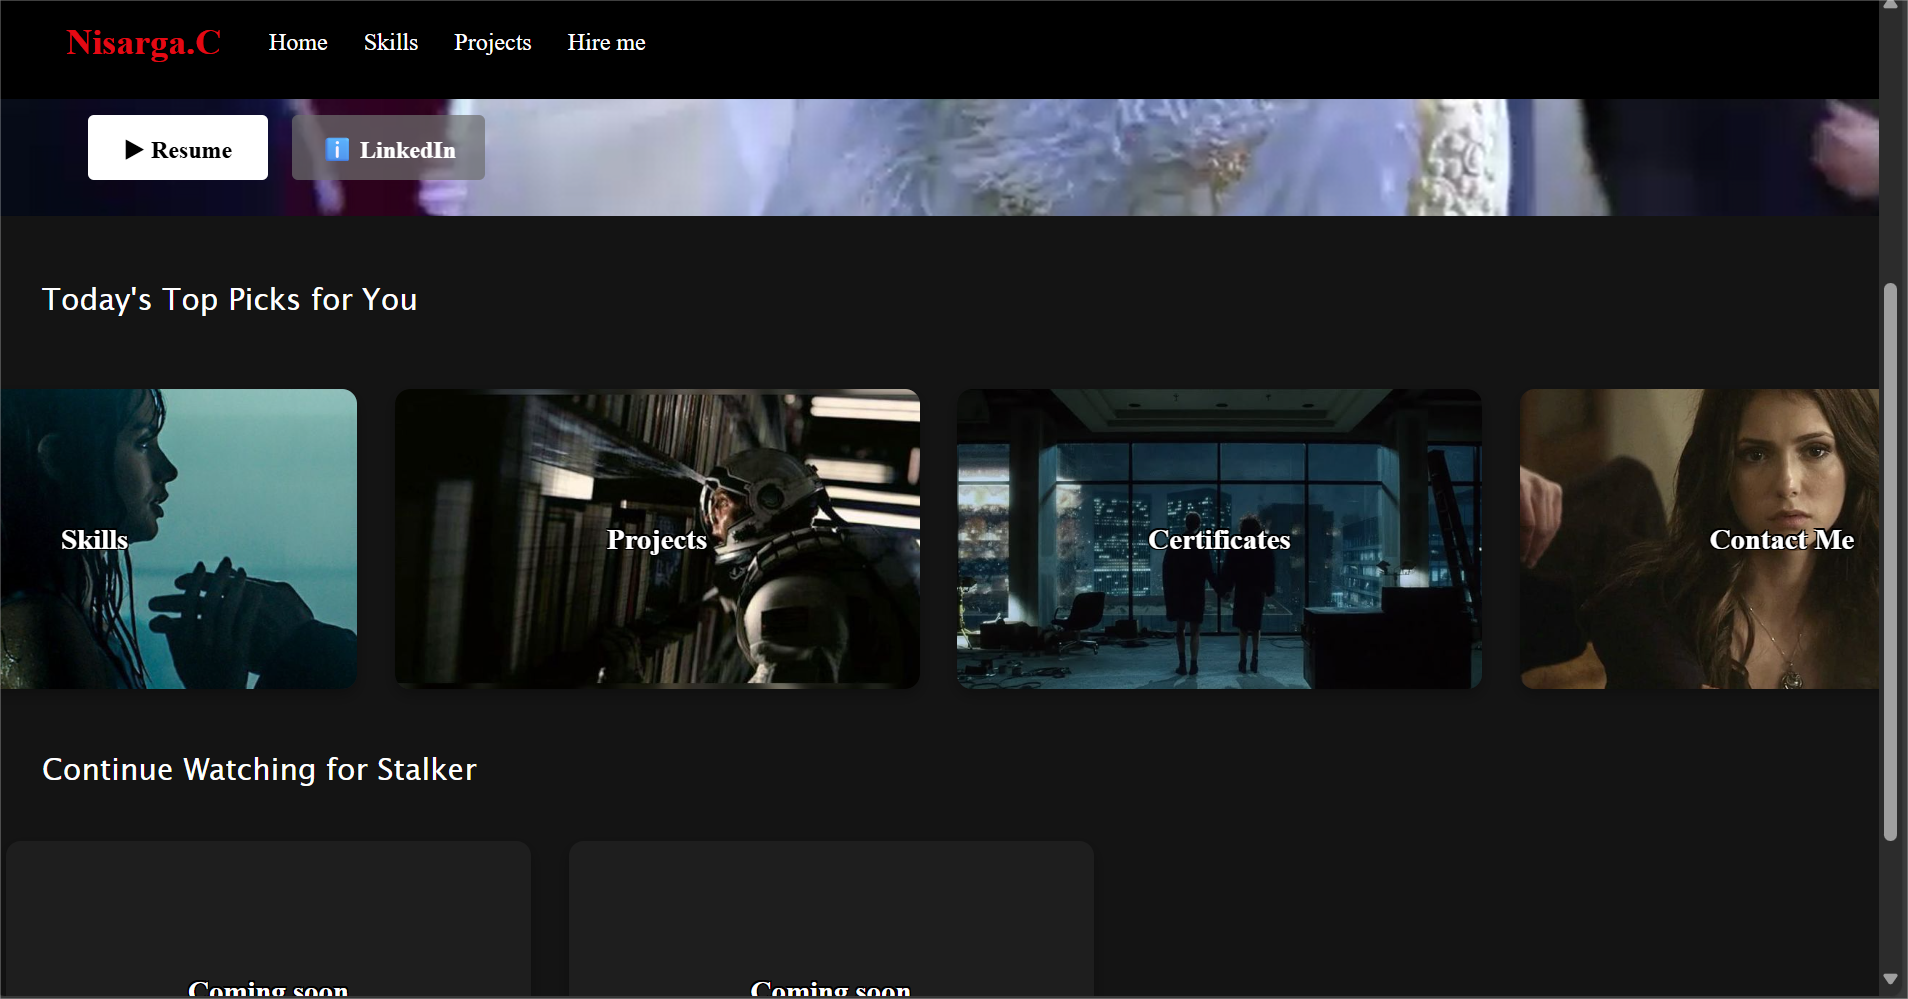 Nisarga.C Home Skills Projects Hire me
▶ Resume ℹ️ LinkedIn
Today's Top Picks for You
Skills Projects Certificates Contact Me
Continue Watching for Stalker
Coming soon Coming soon